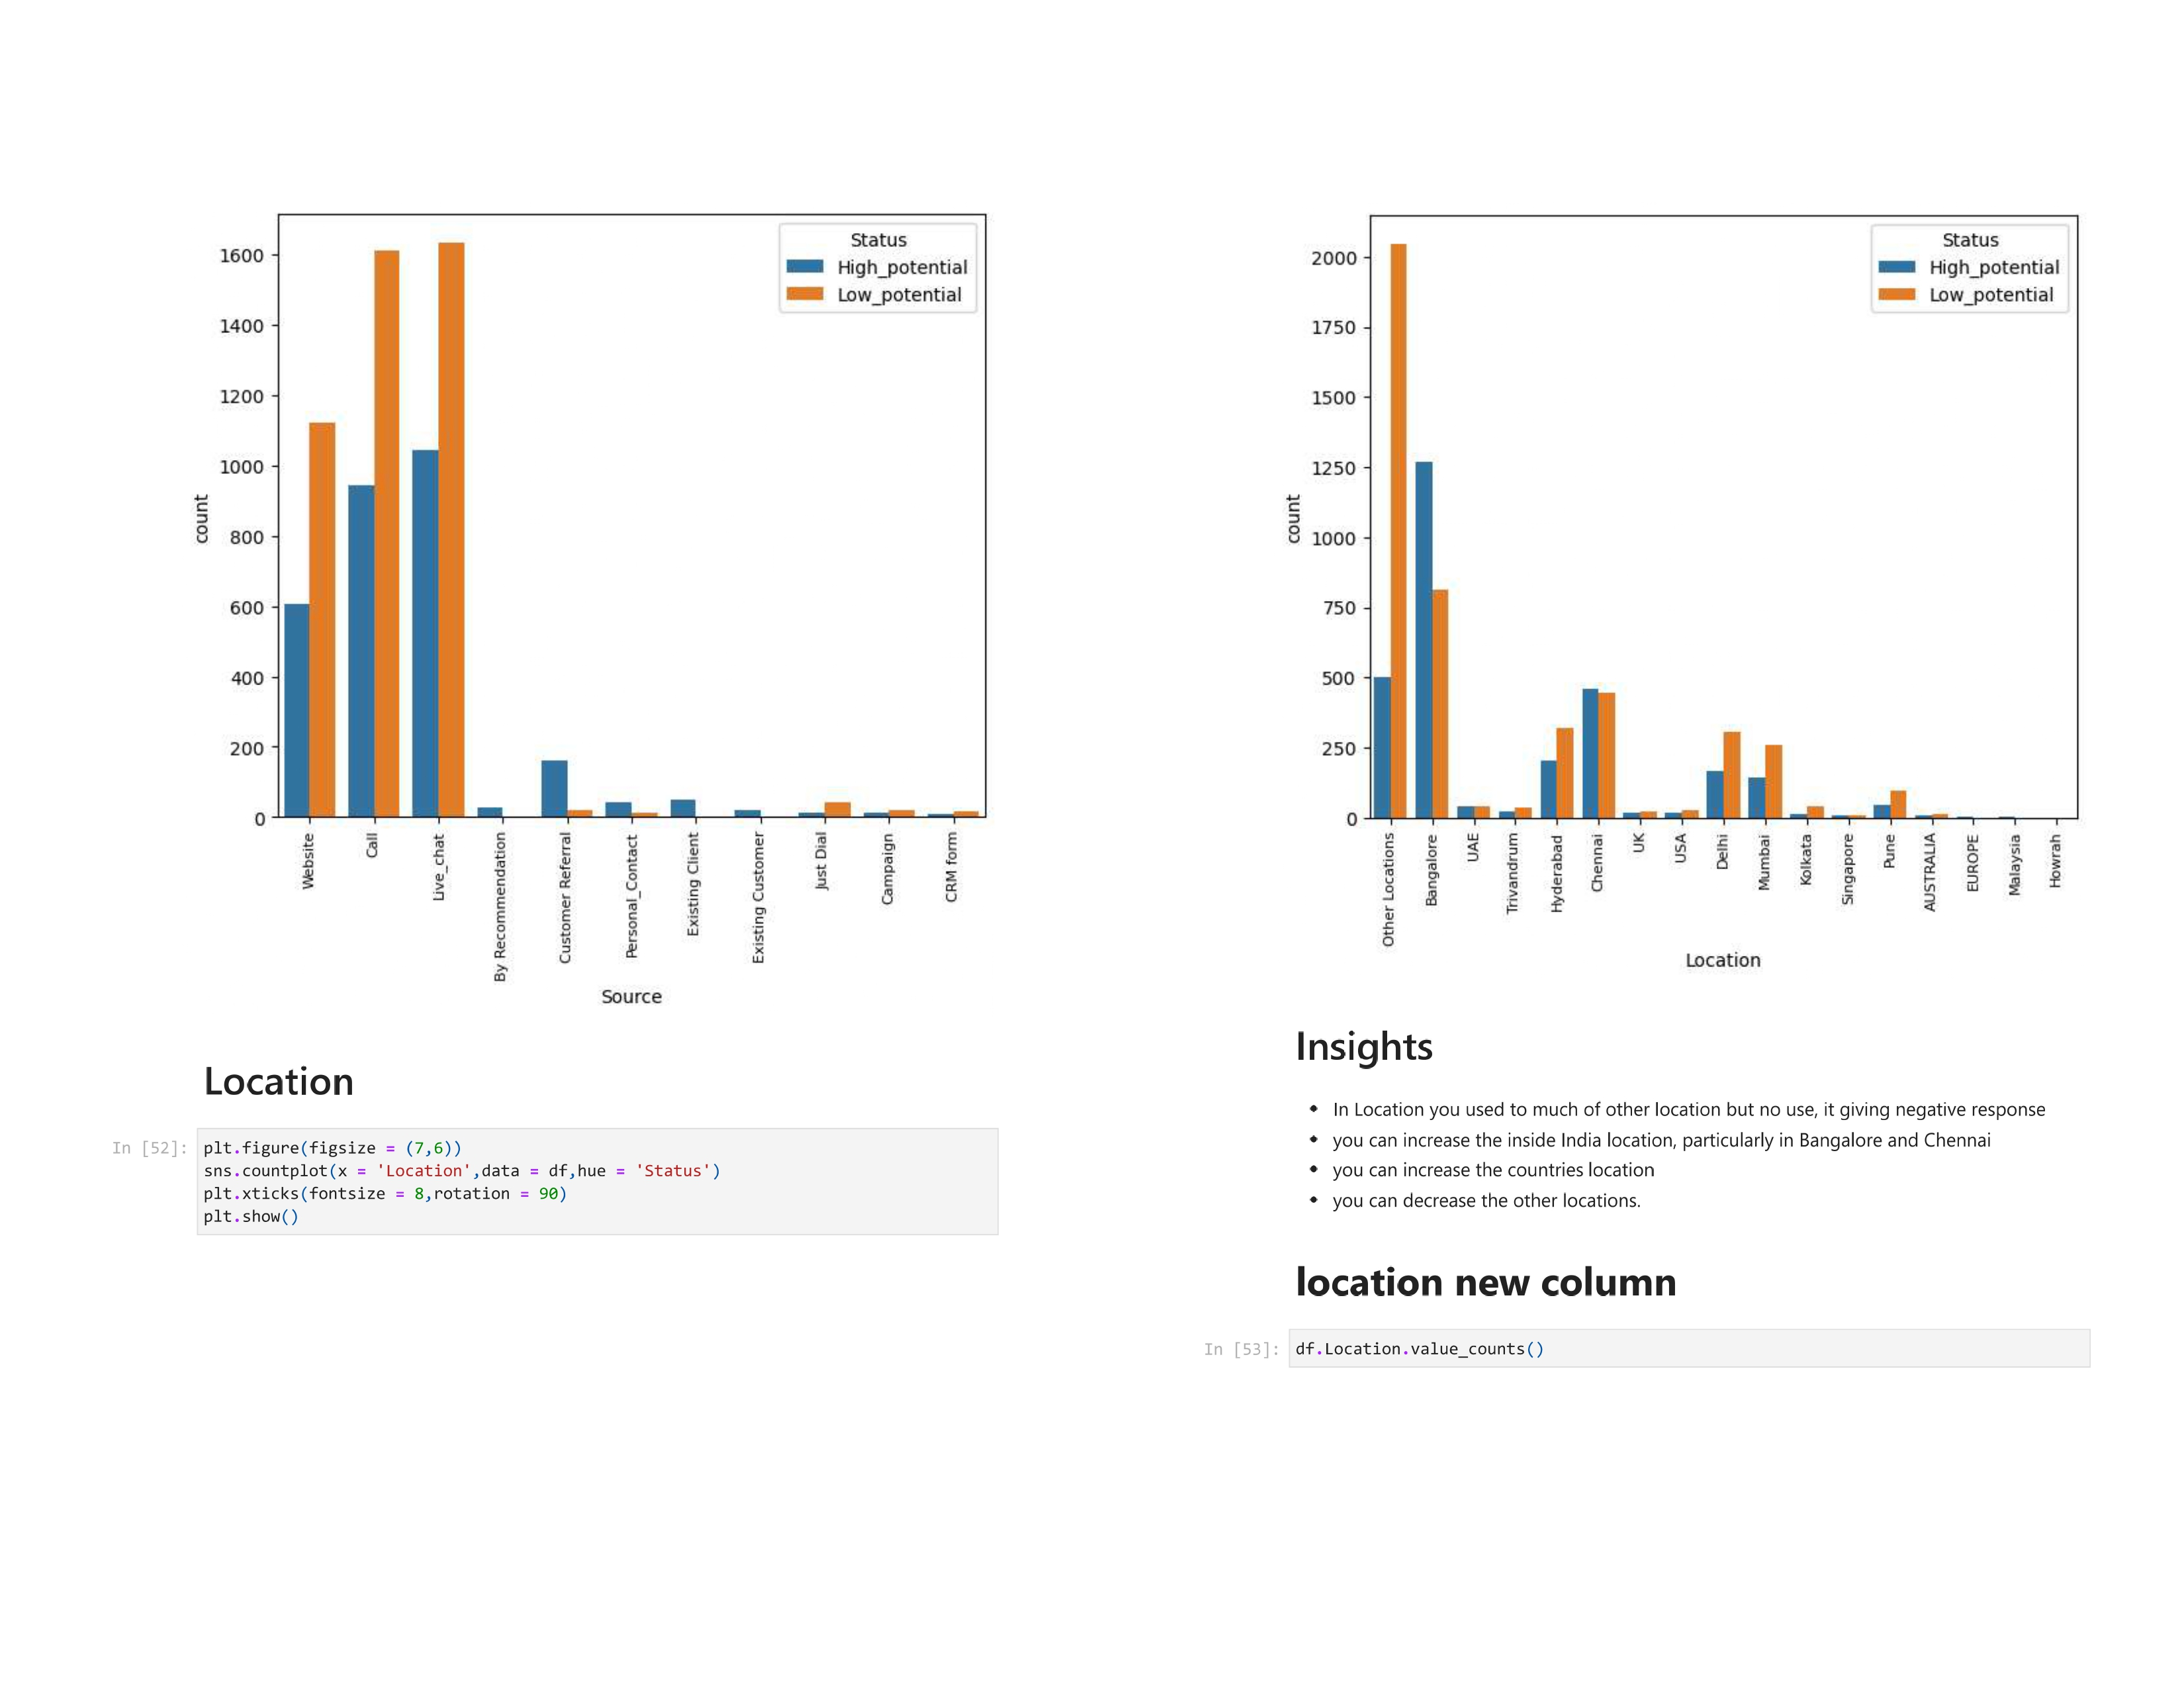 Status
High_potential
Low_potential
1600
1400
1200
1000
800
600
400
200
0
count
Website
Call
Live_chat
By Recommendation
Customer Referral
Personal_Contact
Existing Client
Existing Customer
Just Dial
Campaign
CRM form
Source
Location
In [52]:
plt.figure(figsize = (7,6))
sns.countplot(x = 'Location',data = df,hue = 'Status')
plt.xticks(fontsize = 8,rotation = 90)
plt.show()
Status
High_potential
Low_potential
2000
1750
1500
1250
1000
750
500
250
0
count
Other Locations
Bangalore
UAE
Trivandrum
Hyderabad
Chennai
UK
USA
Delhi
Mumbai
Kolkata
Singapore
Pune
AUSTRALIA
EUROPE
Malaysia
Howrah
Location
Insights
• In Location you used to much of other location but no use, it giving negative response
• you can increase the inside India location, particularly in Bangalore and Chennai
• you can increase the countries location
• you can decrease the other locations.
location new column
In [53]:
df.Location.value_counts()